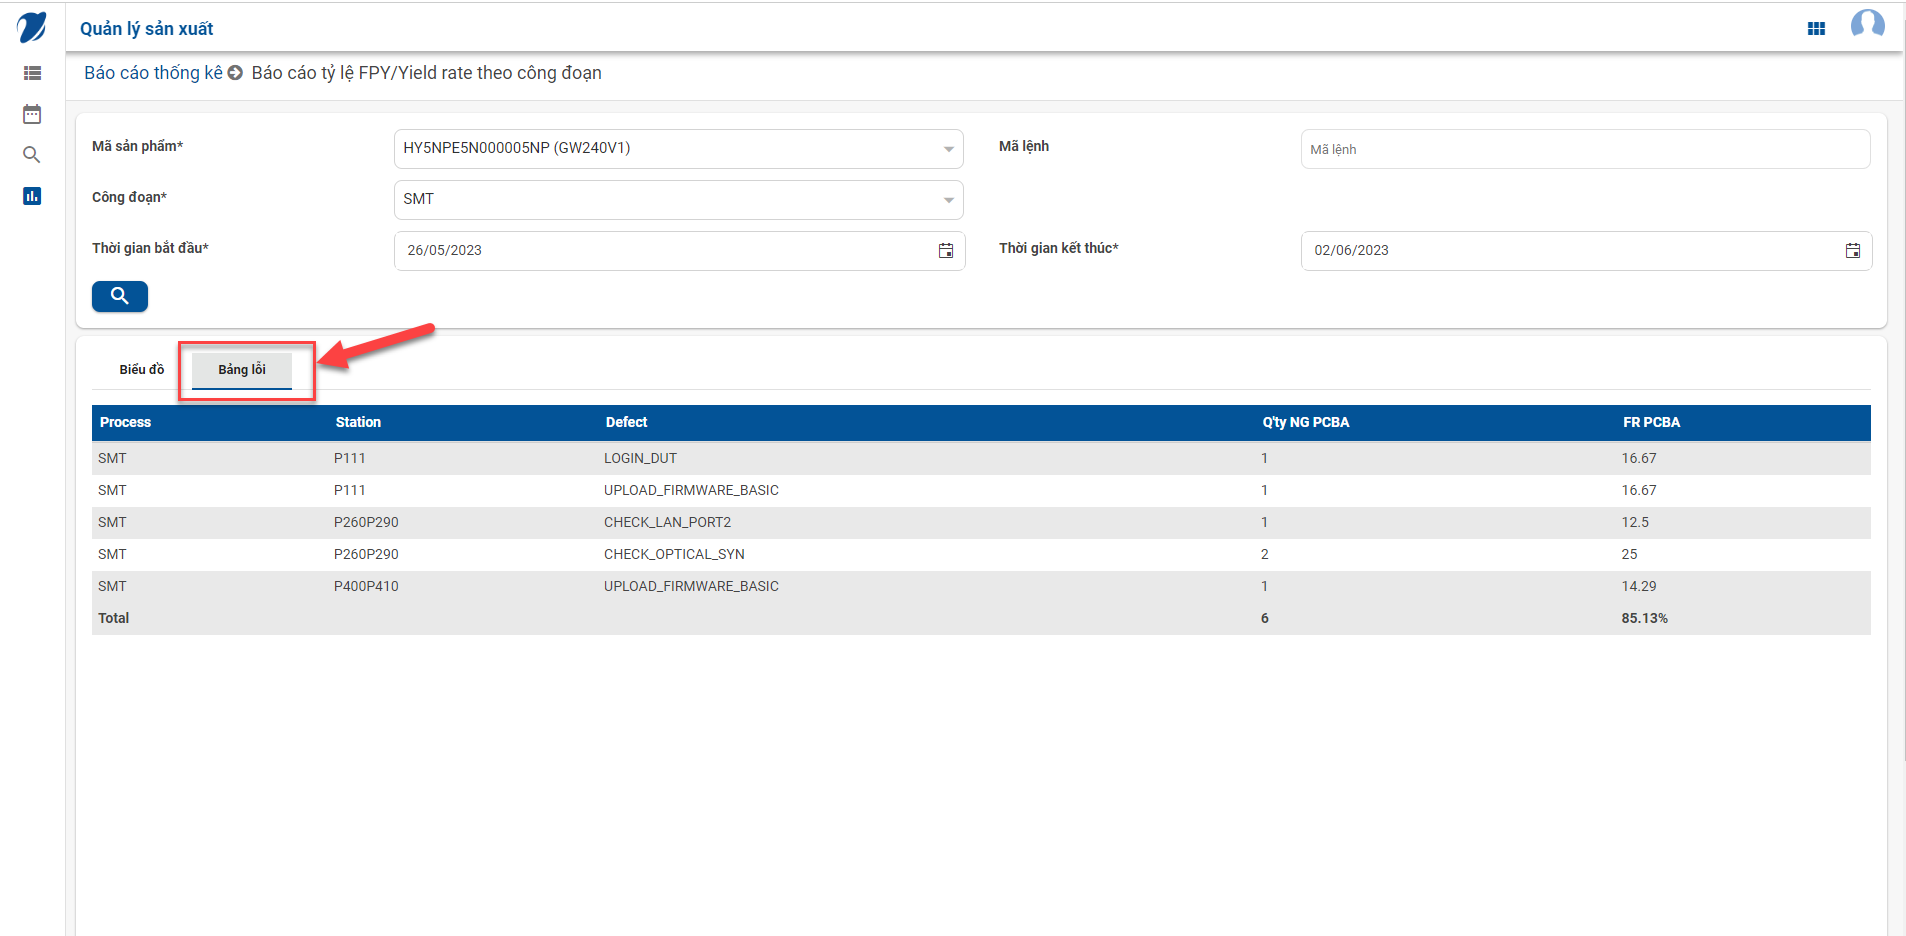 Quản lý sản xuất
Báo cáo thống kê Báo cáo tỷ lệ FPY/Yield rate theo công đoạn
Mã sản phẩm* HY5NPE5N000005NP (GW240V1) Mã lệnh Mã lệnh
Công đoạn* SMT
Thời gian bắt đầu* 26/05/2023 Thời gian kết thúc* 02/06/2023
Biểu đồ Bảng lỗi
Process Station Defect Q'ty NG PCBA FR PCBA
SMT P111 LOGIN_DUT 1 16.67
SMT P111 UPLOAD_FIRMWARE_BASIC 1 16.67
SMT P260P290 CHECK_LAN_PORT2 1 12.5
SMT P260P290 CHECK_OPTICAL_SYN 2 25
SMT P400P410 UPLOAD_FIRMWARE_BASIC 1 14.29
Total 6 85.13%